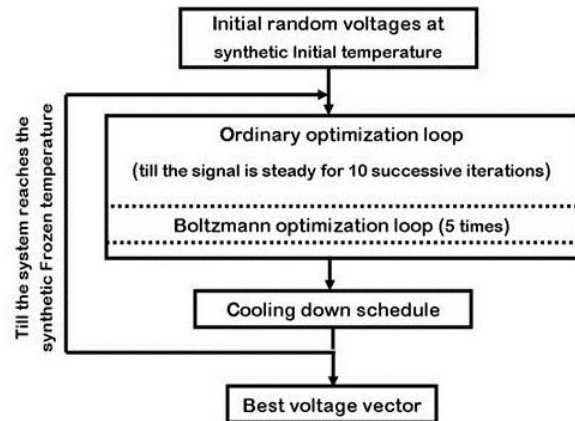 Initial random voltages at
synthetic Initial temperature
Till the system reaches the
synthetic Frozen temperature
Ordinary optimization loop
(till the signal is steady for 10 successive iterations)
Boltzmann optimization loop (5 times)
Cooling down schedule
Best voltage vector